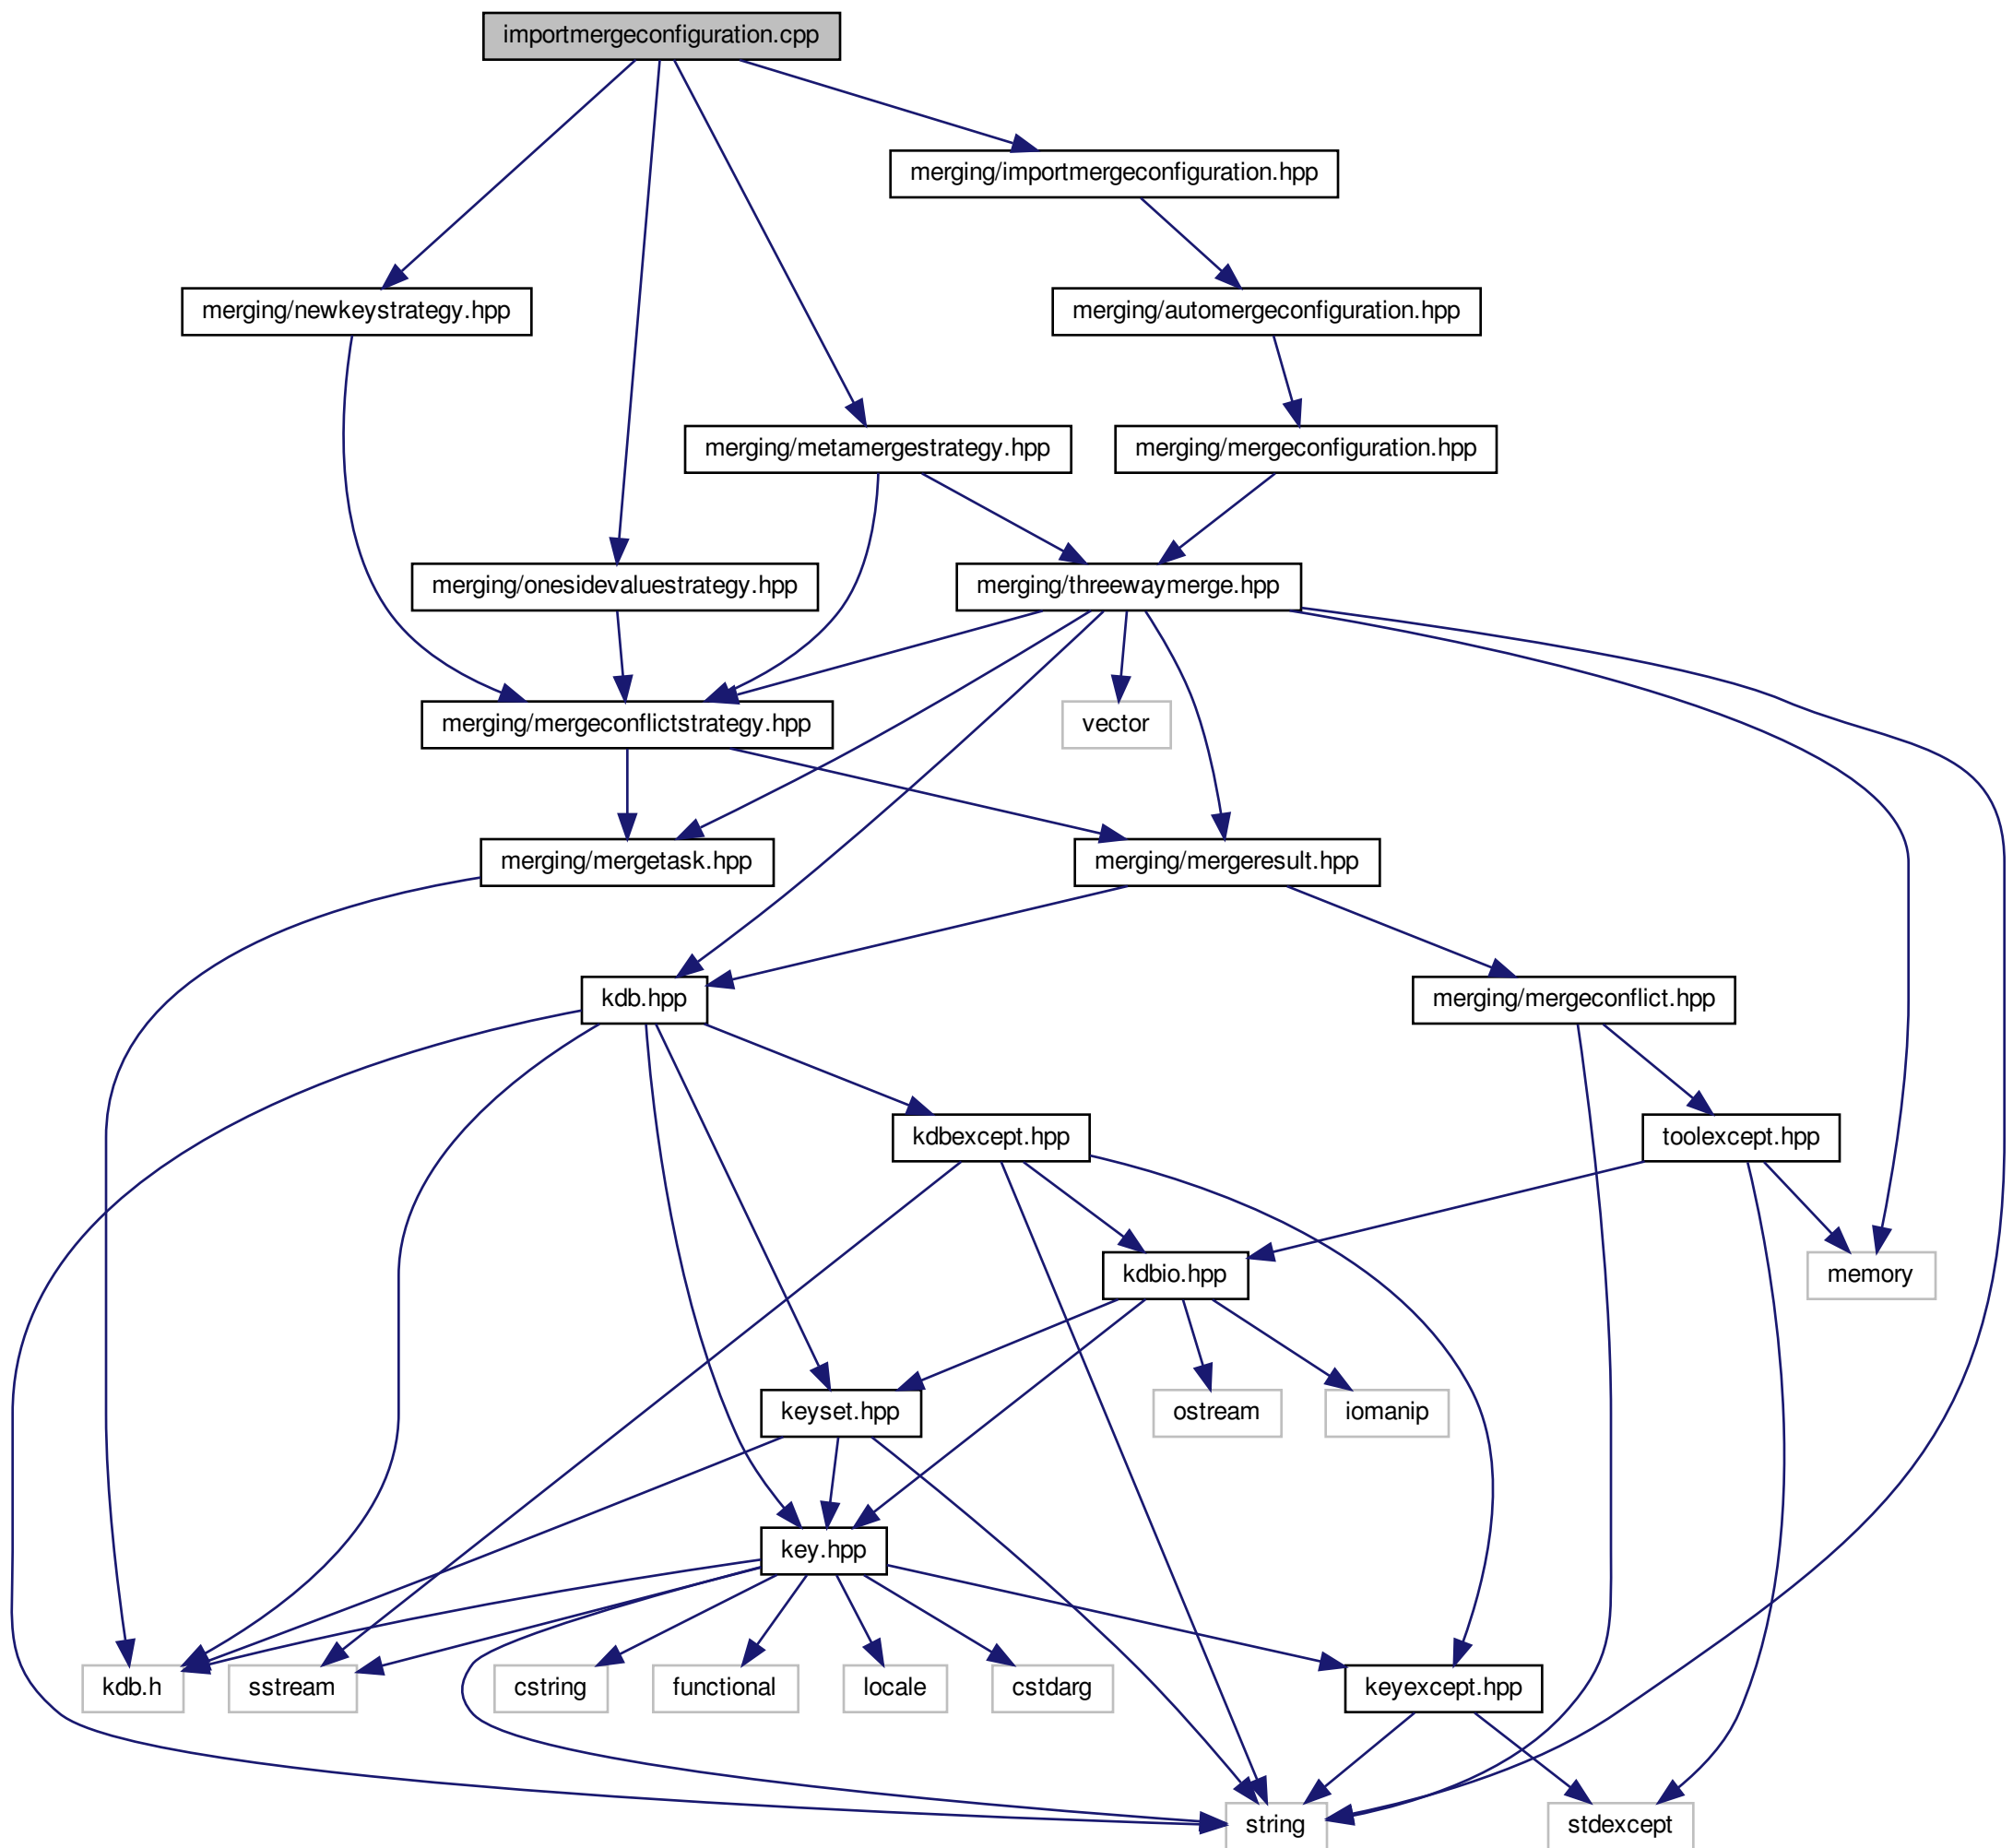 importmergeconfiguration.cpp
merging/importmergeconfiguration.hpp
merging/newkeystrategy.hpp
merging/automergeconfiguration.hpp
merging/metamergestrategy.hpp
merging/mergeconfiguration.hpp
merging/onesidevaluestrategy.hpp
merging/threewaymerge.hpp
merging/mergeconflictstrategy.hpp
vector
merging/mergetask.hpp
merging/mergeresult.hpp
kdb.hpp
merging/mergeconflict.hpp
kdbexcept.hpp
toolexcept.hpp
kdbio.hpp
memory
keyset.hpp
ostream
iomanip
key.hpp
kdb.h
sstream
cstring
functional
locale
cstdarg
keyexcept.hpp
string
stdexcept